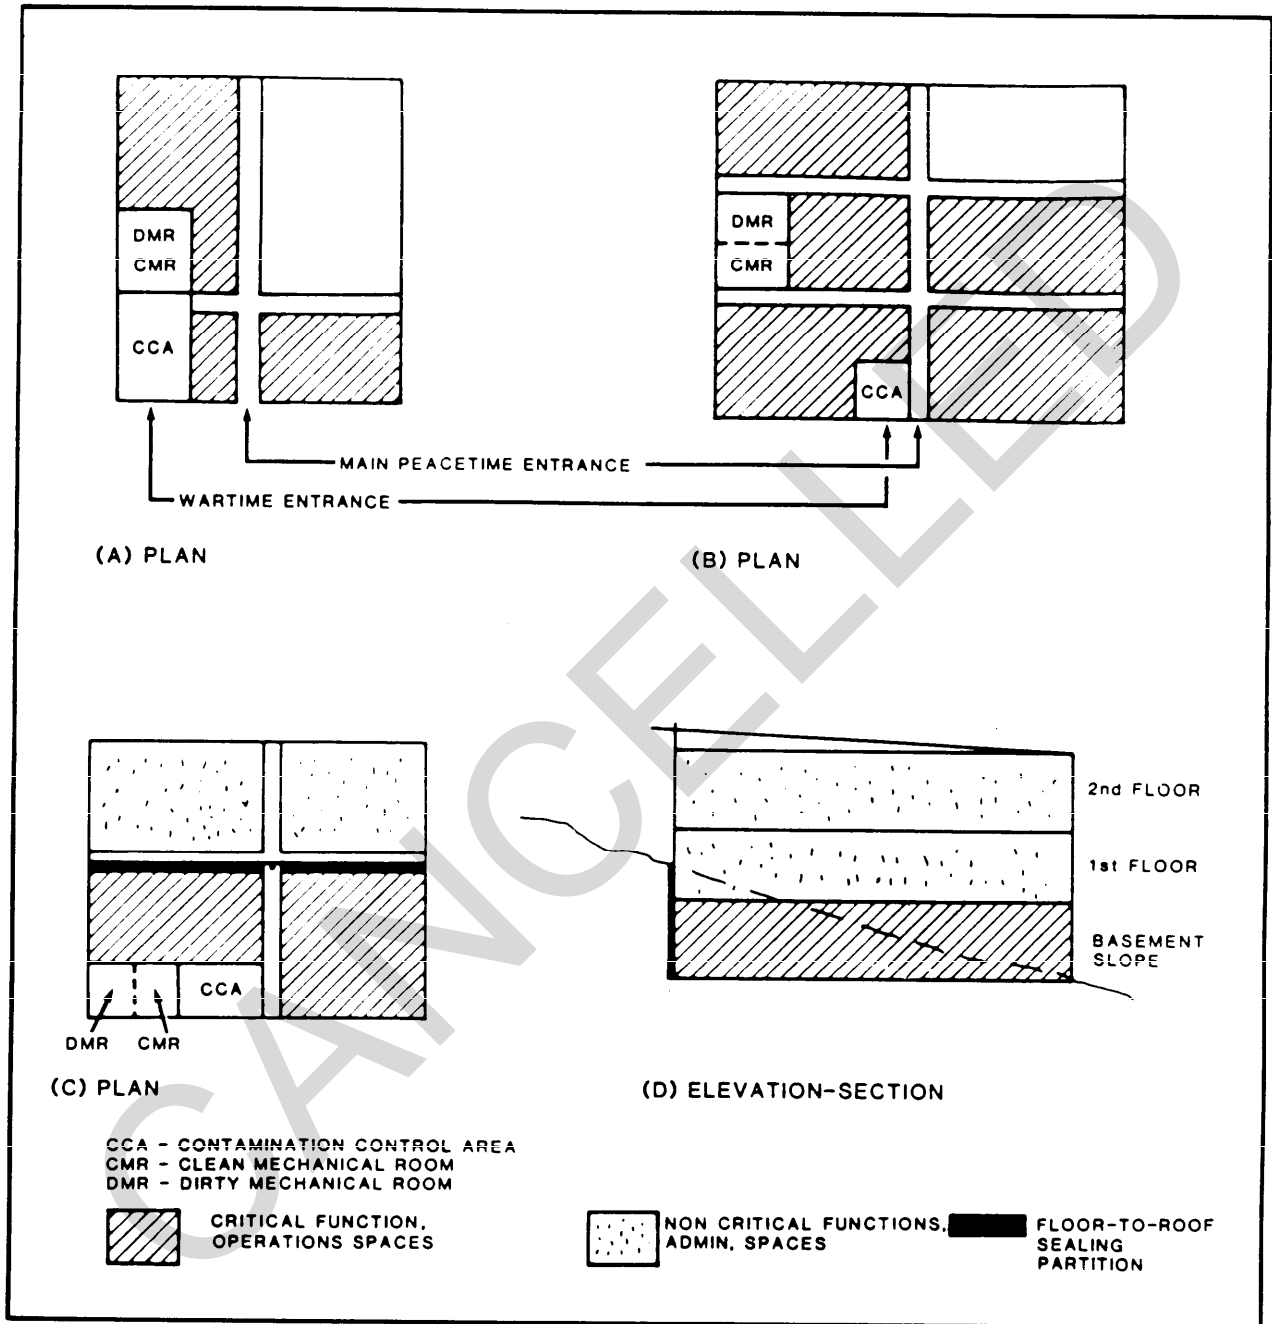 DMR
CMR
CCA
DMR
CMR
CCA
MAIN PEACETIME ENTRANCE
WARTIME ENTRANCE
(A) PLAN
(B) PLAN
CCA
DMR CMR
(C) PLAN
2nd FLOOR
1st FLOOR
BASEMENT
SLOPE
(D) ELEVATION-SECTION
CCA - CONTAMINATION CONTROL AREA
CMR - CLEAN MECHANICAL ROOM
DMR - DIRTY MECHANICAL ROOM
CRITICAL FUNCTION,
OPERATIONS SPACES
NON CRITICAL FUNCTIONS,
ADMIN, SPACES
FLOOR-TO-ROOF
SEALING
PARTITION
CANCELLED